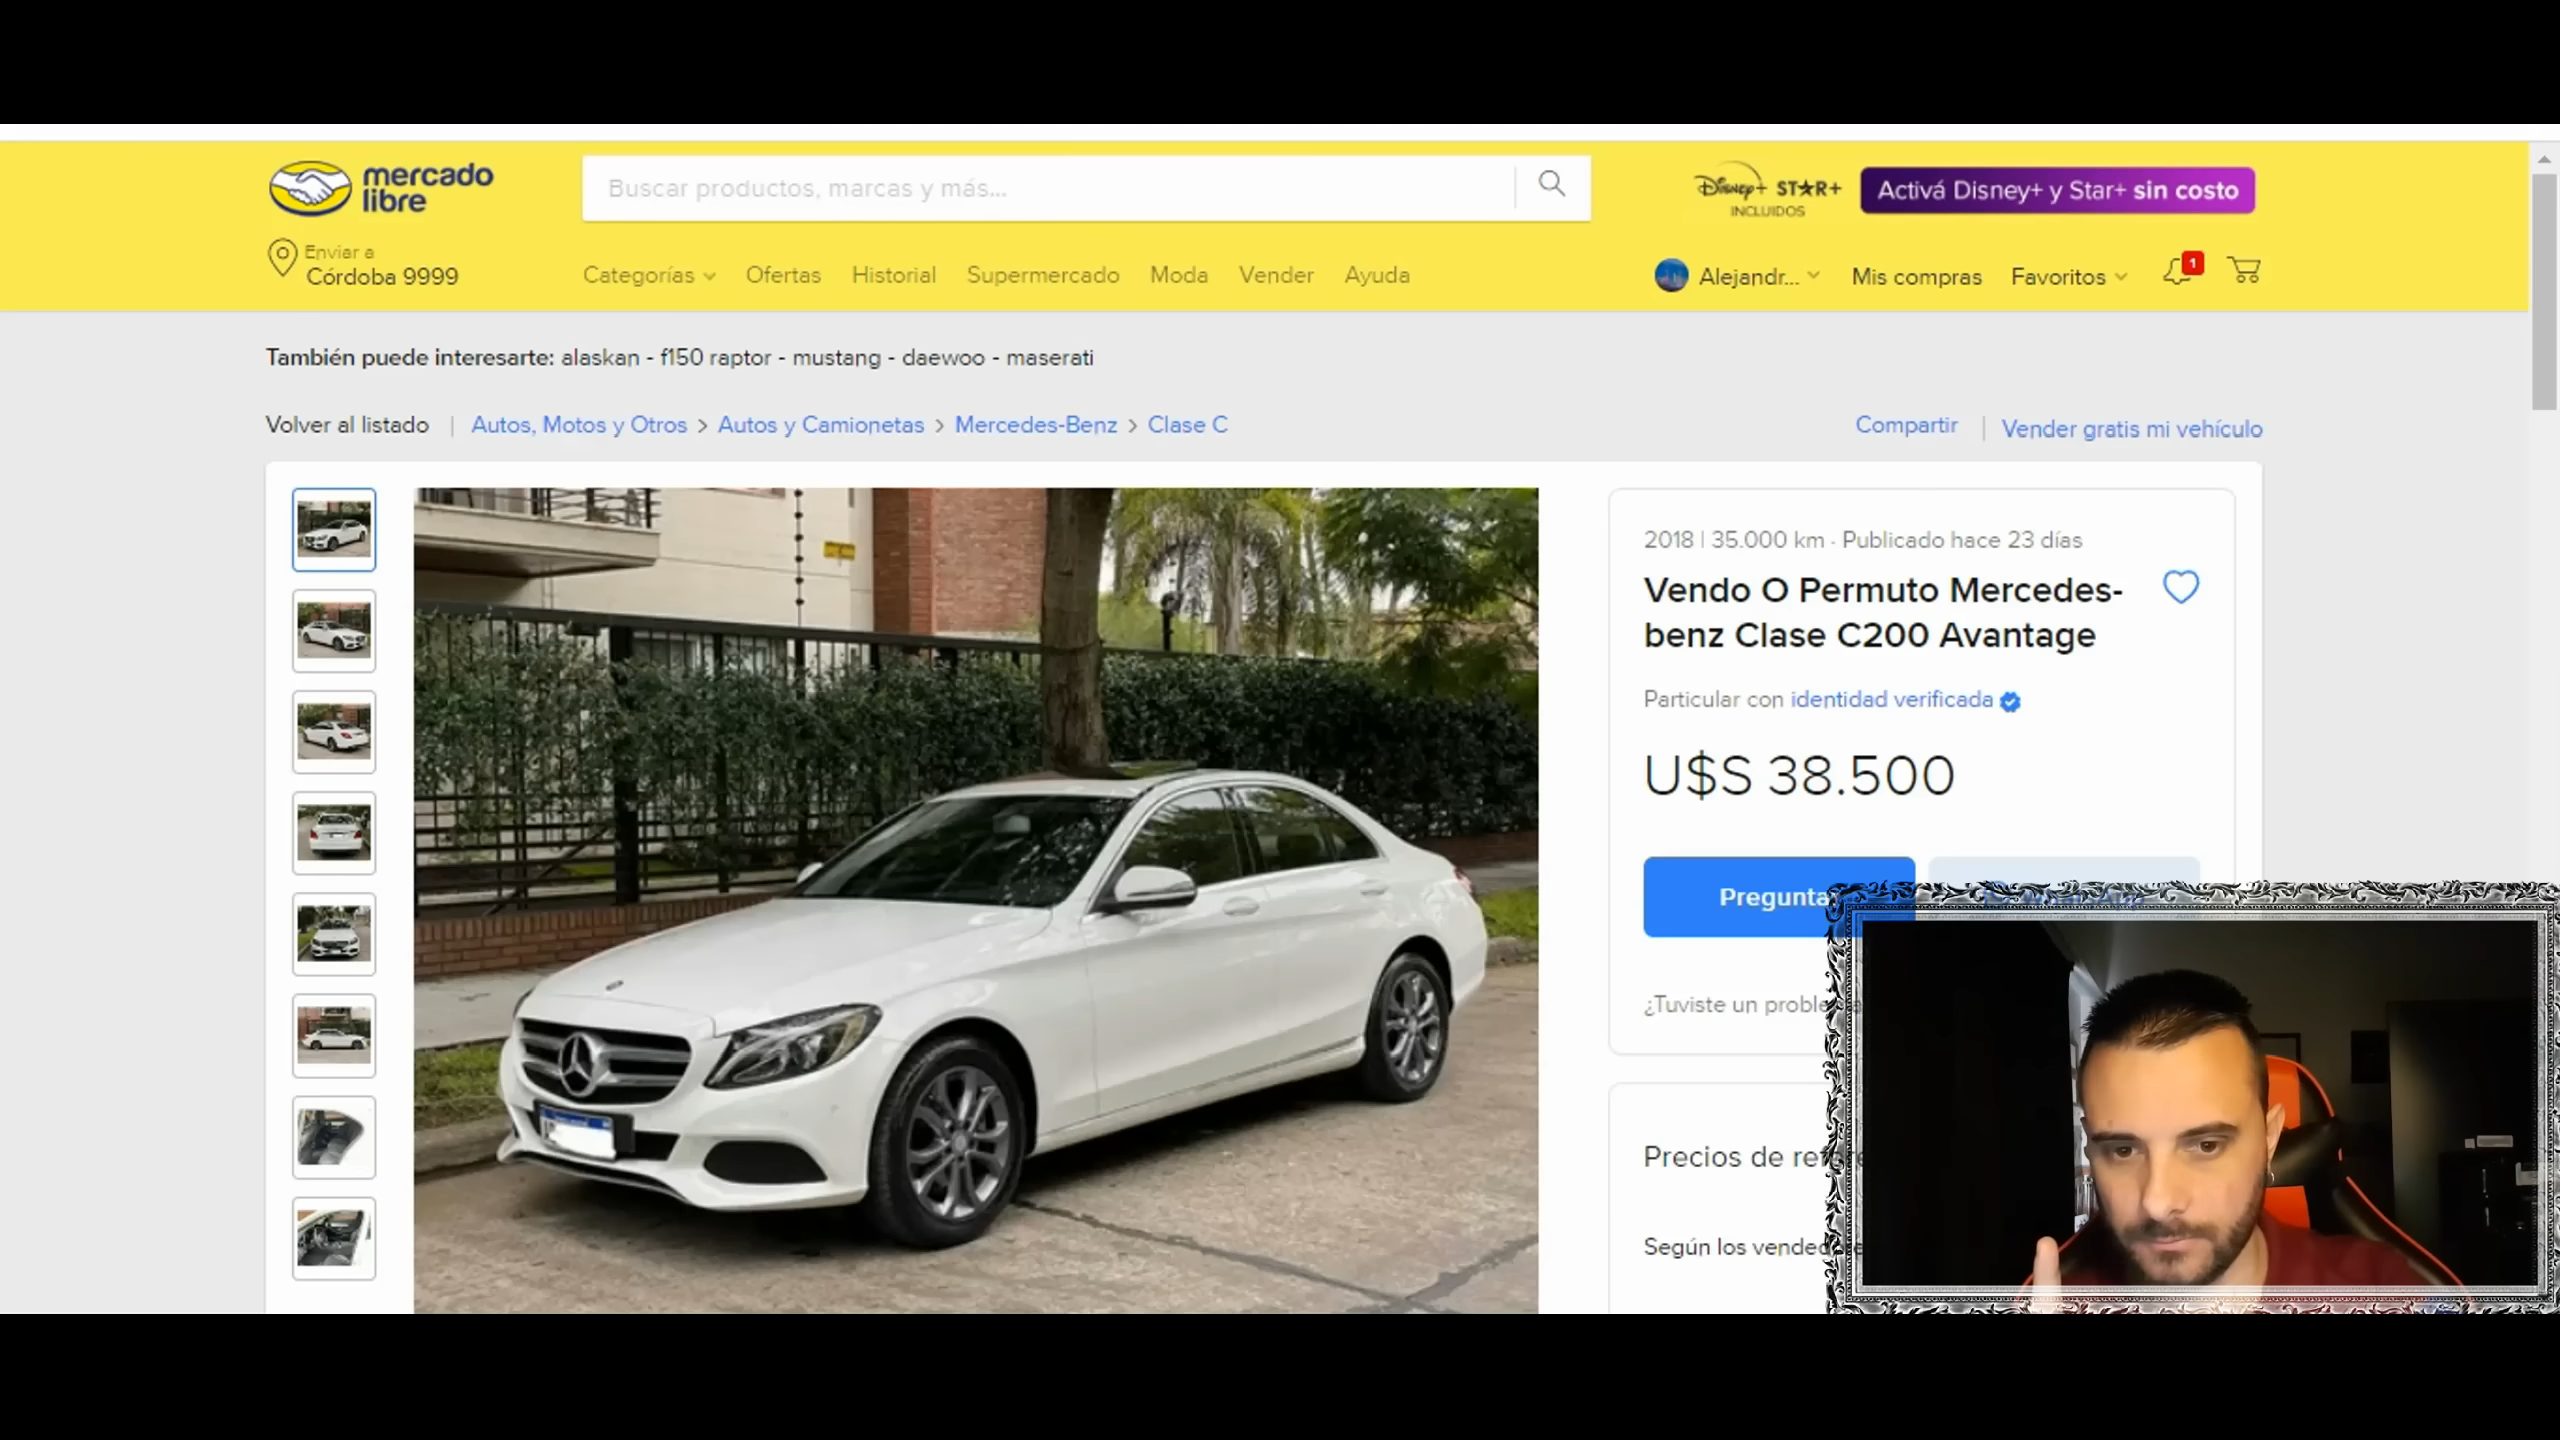 mercado
libre
Buscar productos, marcas y más...
Disney+ STAR+
INCLUIDOS
Activá Disney+ y Star+ sin costo
Enviar a
Córdoba 9999
Categorías
Ofertas
Historial
Supermercado
Moda
Vender
Ayuda
Alejandr...
Mis compras
Favoritos
1
También puede interesarte: alaskan - f150 raptor - mustang - daewoo - maserati
Volver al listado | Autos, Motos y Otros > Autos y Camionetas > Mercedes-Benz > Clase C
Compartir | Vender gratis mi vehículo
2018 | 35.000 km · Publicado hace 23 días
Vendo O Permuto Mercedes-
benz Clase C200 Avantage
Particular con identidad verificada
U$S 38.500
Pregunta
¿Tuviste un
Precios de
Según los